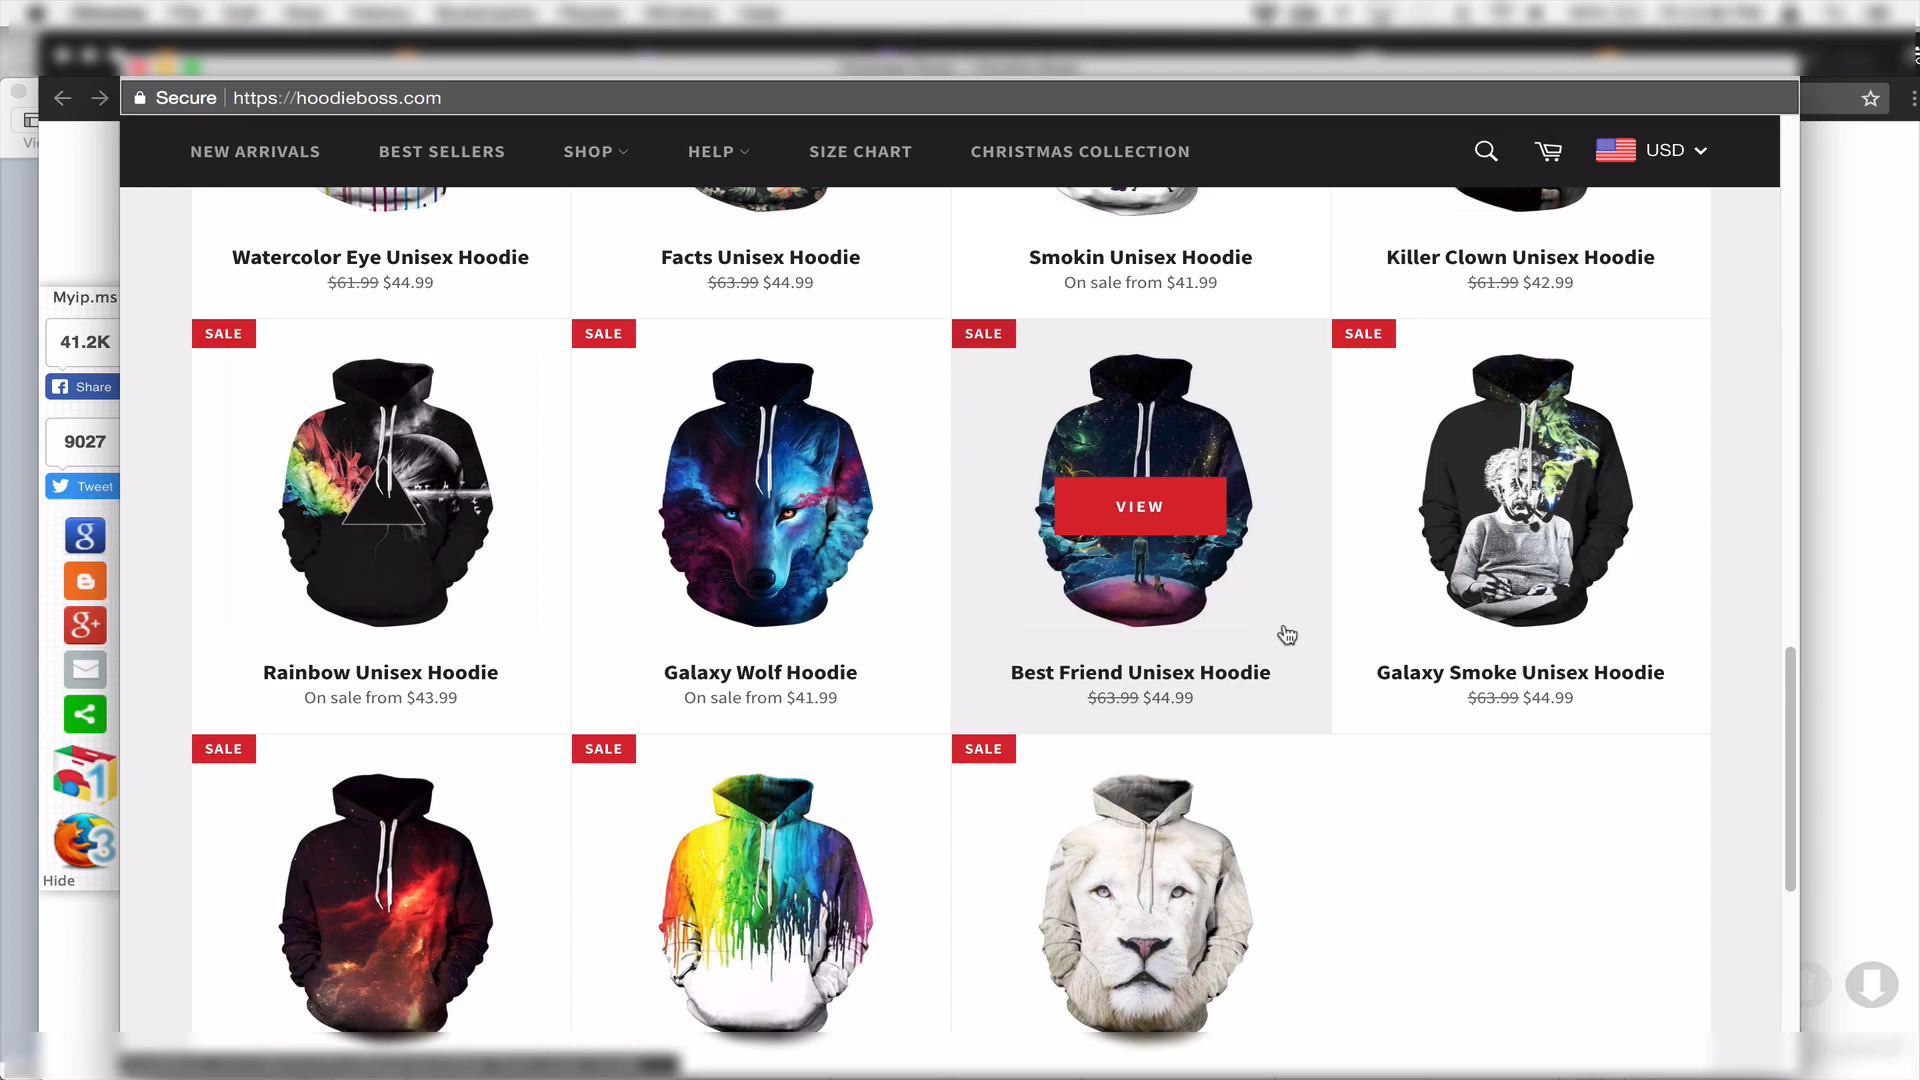 Secure
https://hoodieboss.com
NEW ARRIVALS
BEST SELLERS
SHOP
HELP
SIZE CHART
CHRISTMAS COLLECTION
USD
Watercolor Eye Unisex Hoodie
$61.99 $44.99
Facts Unisex Hoodie
$63.99 $44.99
Smokin Unisex Hoodie
On sale from $41.99
Killer Clown Unisex Hoodie
$61.99 $42.99
Myip.ms
41.2K
Share
9027
Tweet
g
g+
1
3
Hide
SALE
SALE
SALE
SALE
VIEW
Rainbow Unisex Hoodie
On sale from $43.99
Galaxy Wolf Hoodie
On sale from $41.99
Best Friend Unisex Hoodie
$63.99 $44.99
Galaxy Smoke Unisex Hoodie
$63.99 $44.99
SALE
SALE
SALE